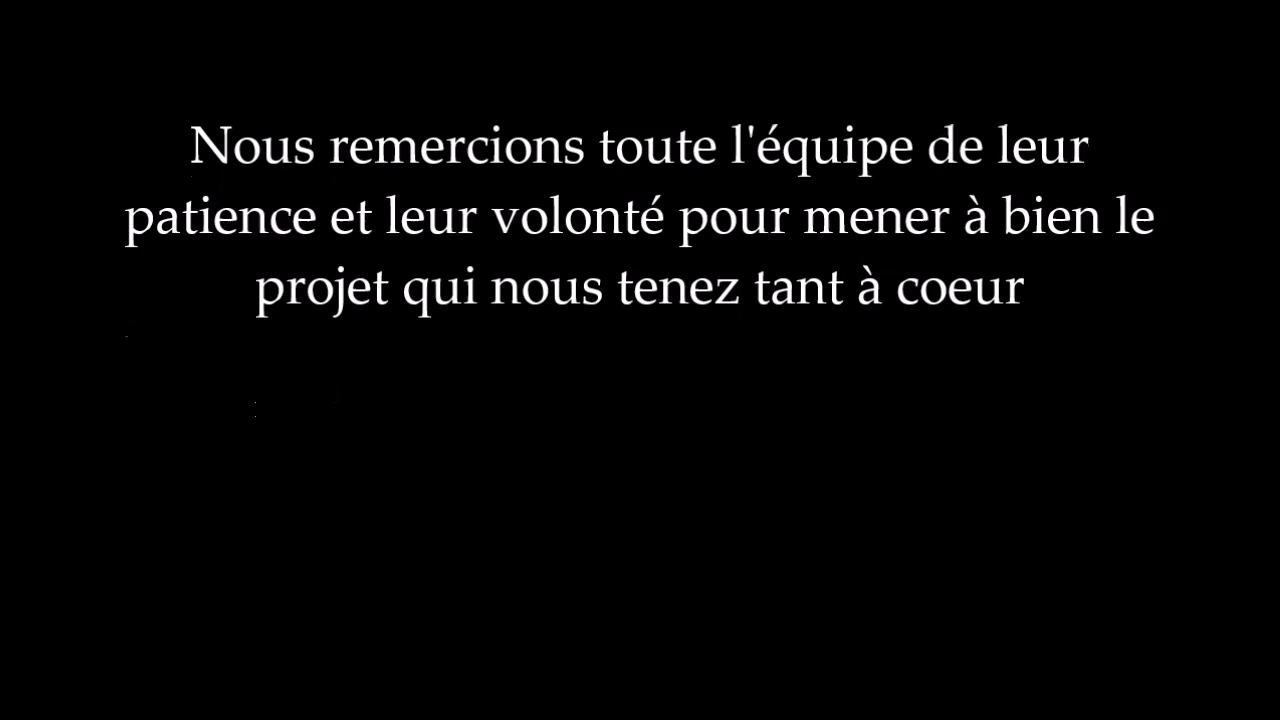 Nous remercions toute l'équipe de leur
patience et leur volonté pour mener à bien le
projet qui nous tenez tant à coeur